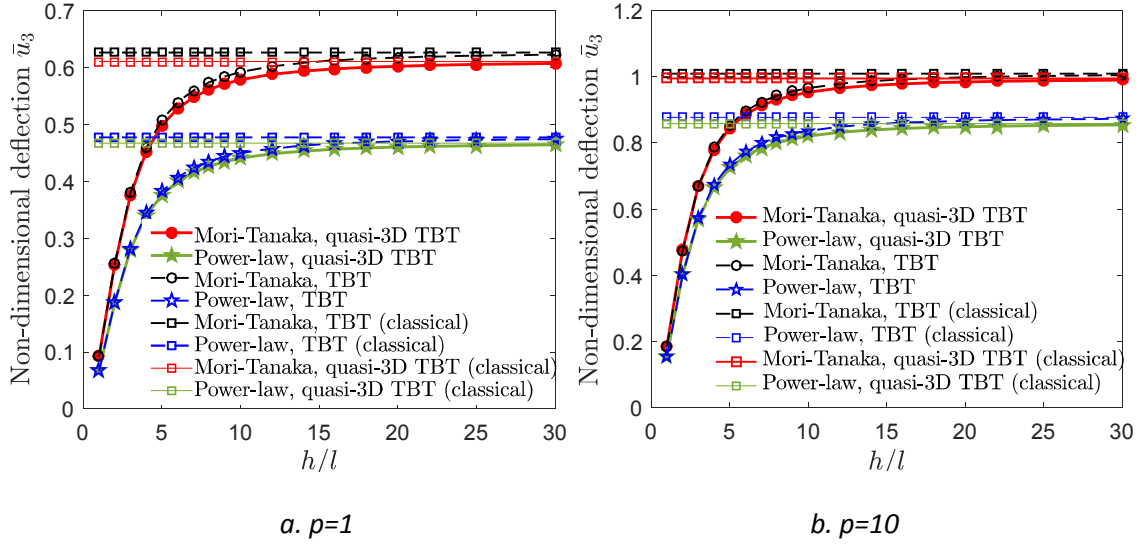 Non-dimensional deflection ū₃
0.7
0.6
0.5
0.4
0.3
0.2
0.1
0
Mori-Tanaka, quasi-3D TBT
Power-law, quasi-3D TBT
Mori-Tanaka, TBT
Power-law, TBT
Mori-Tanaka, TBT (classical)
Power-law, TBT (classical)
Mori-Tanaka, quasi-3D TBT (classical)
Power-law, quasi-3D TBT (classical)
0 5 10 15 20 25 30
h/l
a. p=1
Non-dimensional deflection ū₃
1.2
1
0.8
0.6
0.4
0.2
0
Mori-Tanaka, quasi-3D TBT
Power-law, quasi-3D TBT
Mori-Tanaka, TBT
Power-law, TBT
Mori-Tanaka, TBT (classical)
Power-law, TBT (classical)
Mori-Tanaka, quasi-3D TBT (classical)
Power-law, quasi-3D TBT (classical)
0 5 10 15 20 25 30
h/l
b. p=10